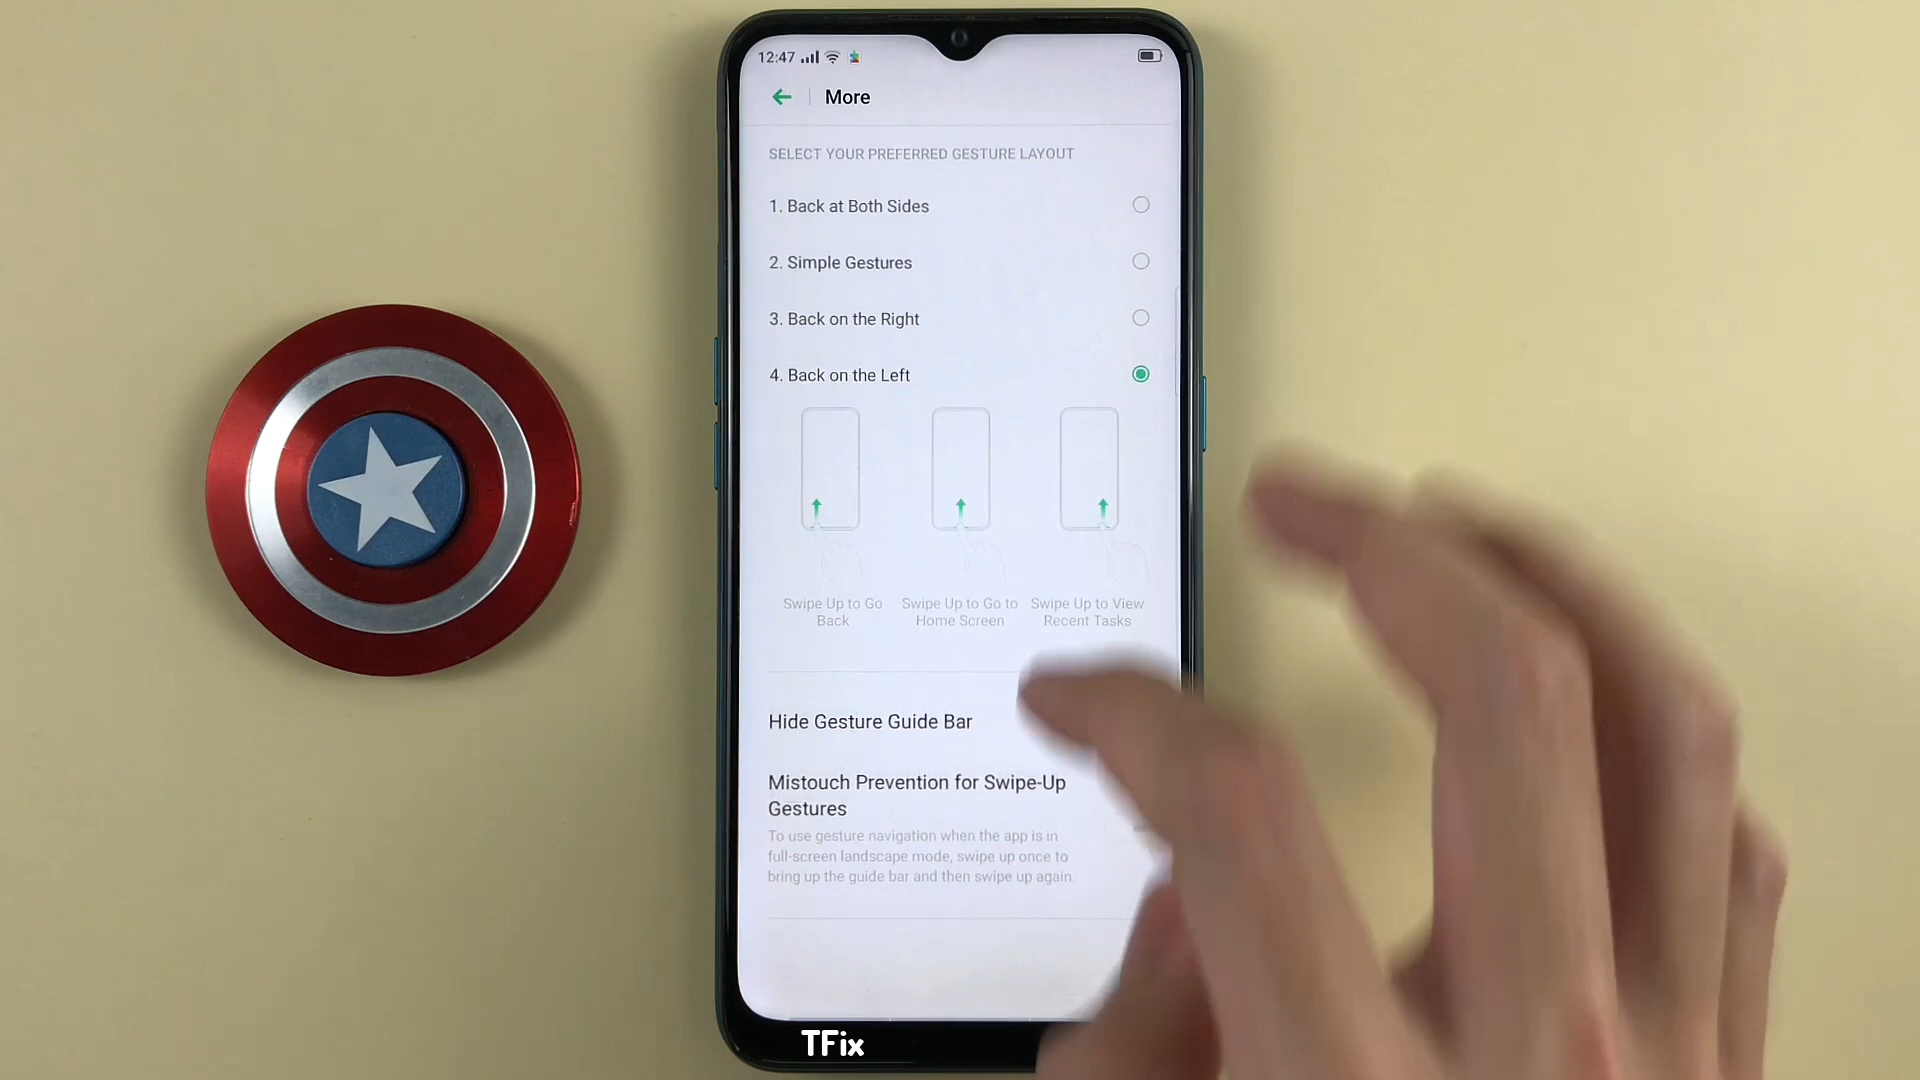 12:47
More
SELECT YOUR PREFERRED GESTURE LAYOUT
1. Back at Both Sides
2. Simple Gestures
3. Back on the Right
4. Back on the Left
Swipe Up to Go
Back
Swipe Up to Go to
Home Screen
Swipe Up to View
Recent Tasks
Hide Gesture Guide Bar
Mistouch Prevention for Swipe-Up
Gestures
To use gesture navigation when the app is in
full-screen landscape mode, swipe up once to
bring up the guide bar and then swipe up again.
TFix